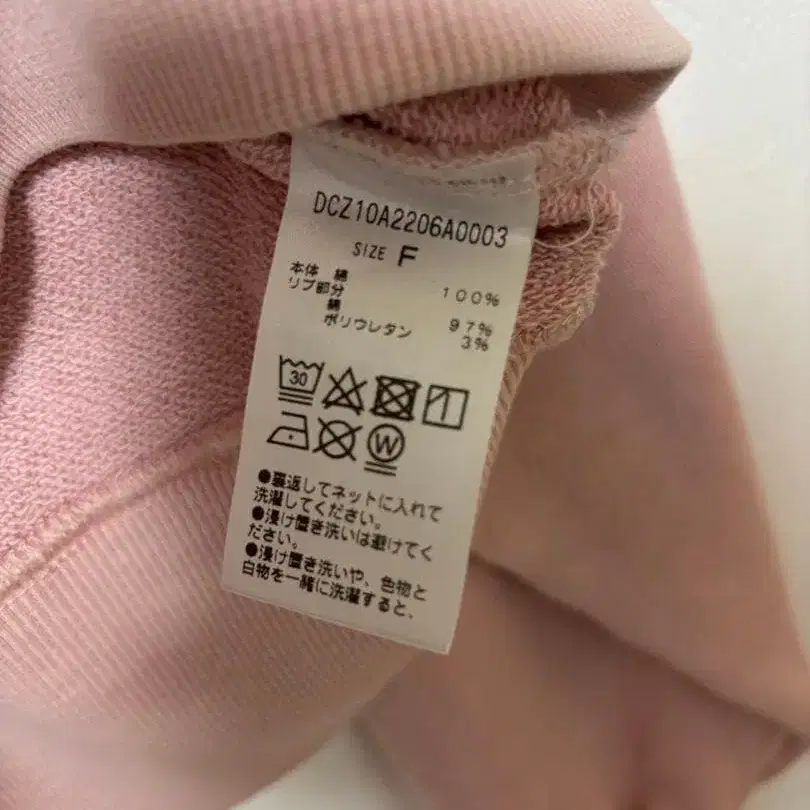 DCZ10A2206A0003
SIZE F
本体 綿 100%
リブ部分
綿 97%
ポリウレタン 3%
30
W
●裏返してネットに入れて
洗濯してください。
●浸け置き洗いは避けてく
ださい。
●浸け置き洗いや、色物と
白物を一緒に洗濯すると、